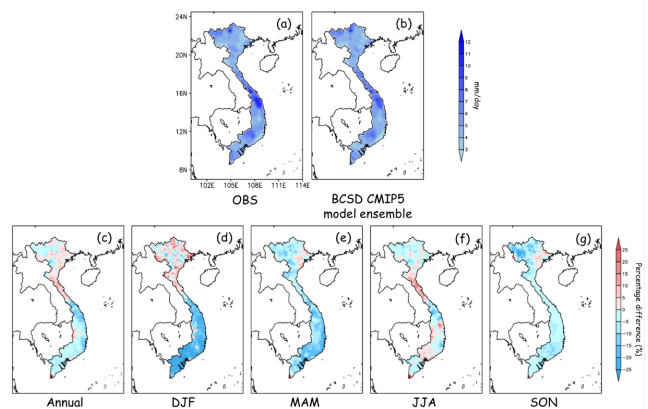 (a)
(b)
24N
20N
16N
12N
8N
102E 105E 108E 111E 114E
12
11
10
9
8
7
6
5
4
3
mm/day
OBS
BCSD CMIP5
model ensemble
(c)
(d)
(e)
(f)
(g)
25
20
15
10
5
0
-5
-10
-15
-20
-25
Percentage difference (%)
Annual
DJF
MAM
JJA
SON